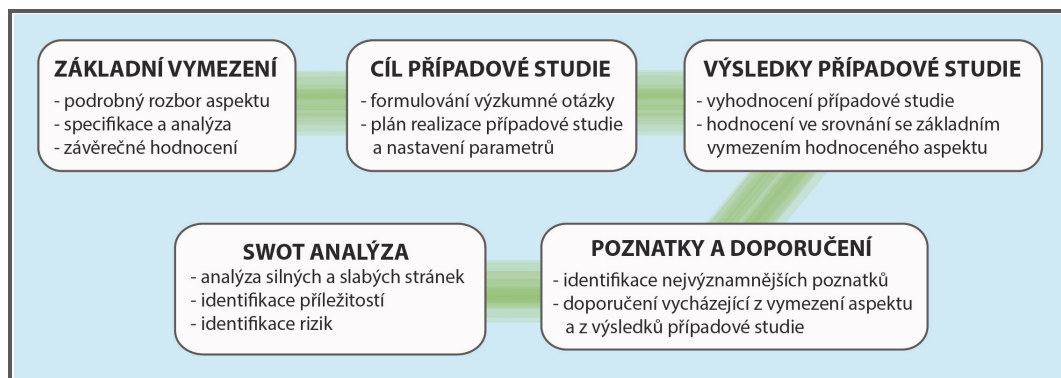 ZÁKLADNÍ VYMEZENÍ
- podrobný rozbor aspektu
- specifikace a analýza
- závěrečné hodnocení
CÍL PŘÍPADOVÉ STUDIE
- formulování výzkumné otázky
- plán realizace případové studie
a nastavení parametrů
VÝSLEDKY PŘÍPADOVÉ STUDIE
- vyhodnocení případové studie
- hodnocení ve srovnání se základním
vymezením hodnoceného aspektu
SWOT ANALÝZA
- analýza silných a slabých stránek
- identifikace příležitostí
- identifikace rizik
POZNATKY A DOPORUČENÍ
- identifikace nejvýznamnějších poznatků
- doporučení vycházející z vymezení aspektu
a z výsledků případové studie